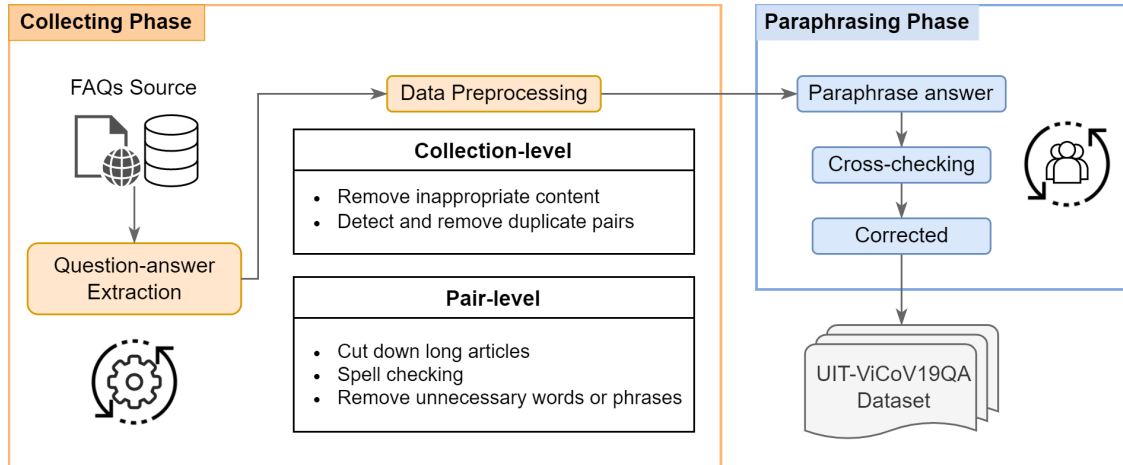 Collecting Phase
FAQs Source
Question-answer
Extraction
Data Preprocessing
Collection-level
• Remove inappropriate content
• Detect and remove duplicate pairs
Pair-level
• Cut down long articles
• Spell checking
• Remove unnecessary words or phrases
Paraphrasing Phase
Paraphrase answer
Cross-checking
Corrected
UIT-ViCoV19QA
Dataset